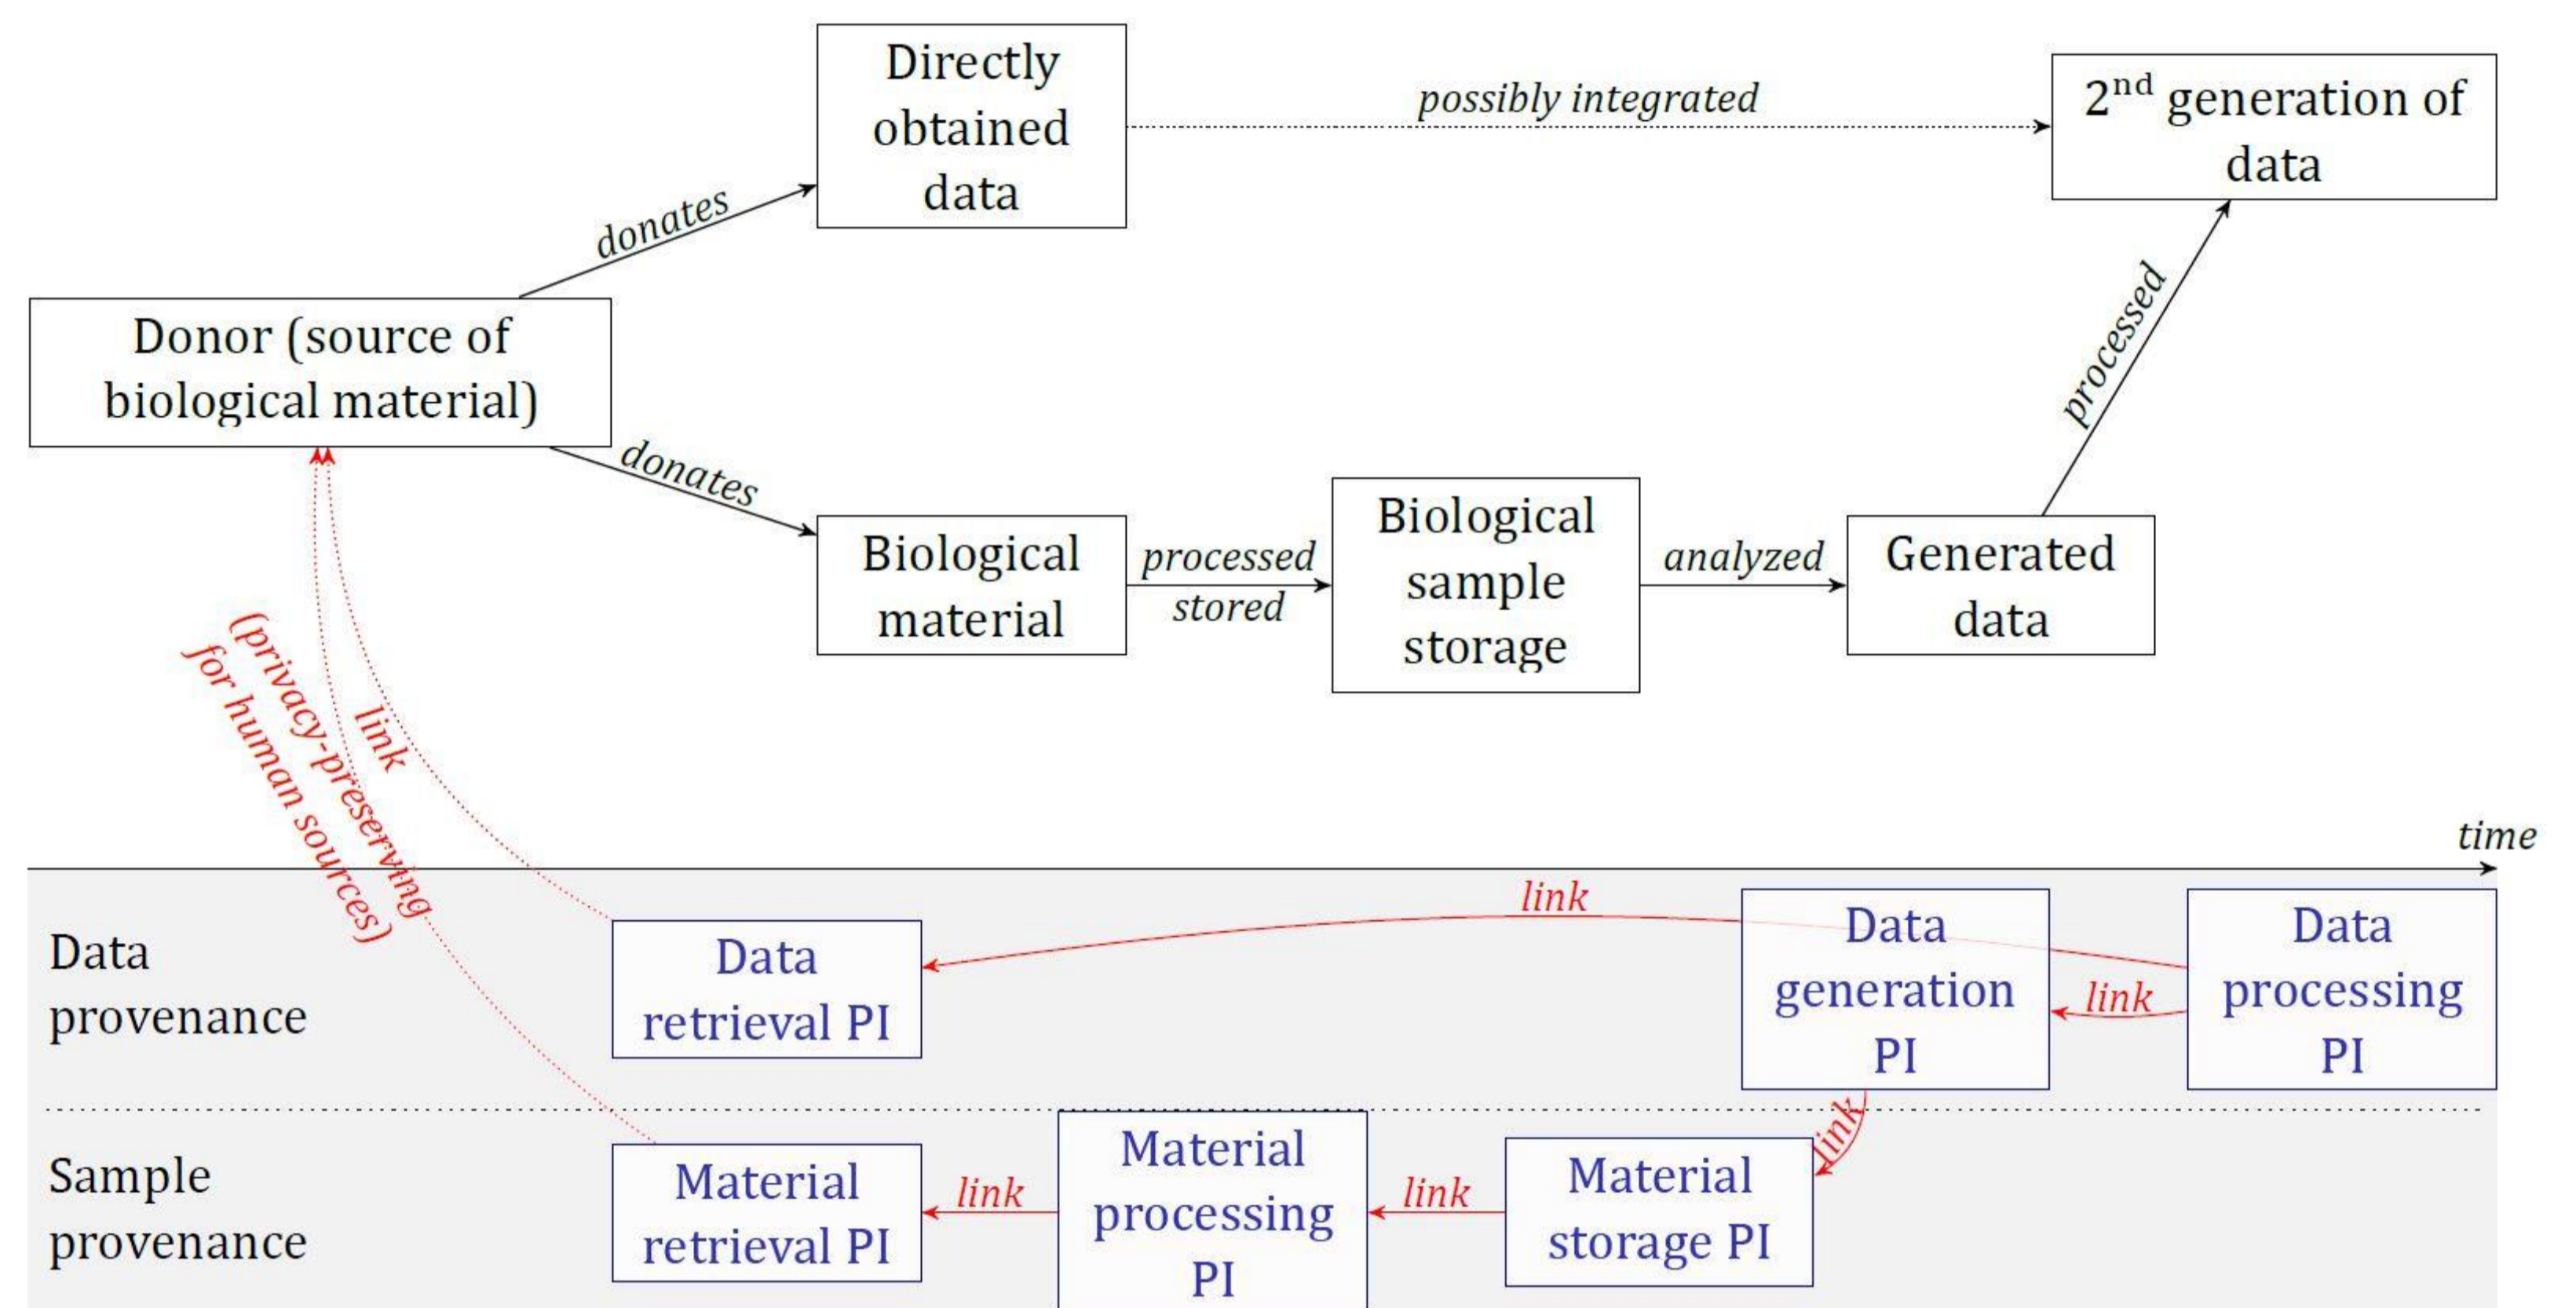 Directly
obtained
data
possibly integrated
2nd generation of
data
donates
Donor (source of
biological material)
donates
Biological
material
processed
stored
Biological
sample
storage
analyzed
Generated
data
processed
(privacy-preserving
for human sources)
link
time
Data
provenance
Data
retrieval PI
link
Data
generation
PI
link
Data
processing
PI
link
Sample
provenance
Material
retrieval PI
link
Material
processing
PI
link
Material
storage PI